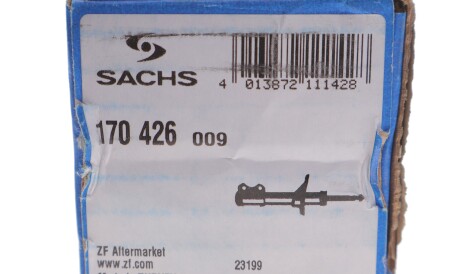 SACHS
4 013872 111428
170 426 009
ZF Aftermarket
www.zf.com
23199